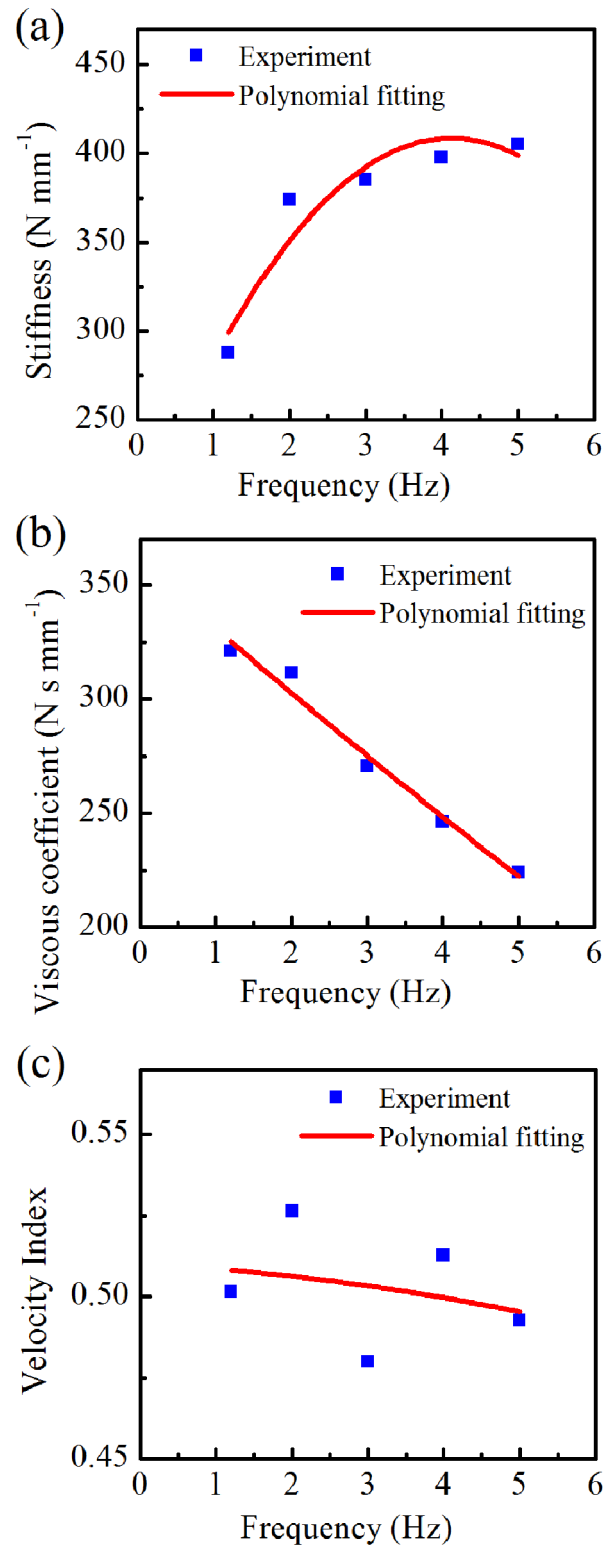 (a)
Experiment
Polynomial fitting
Stiffness (N mm⁻¹)
450
400
350
300
250
0 1 2 3 4 5 6
Frequency (Hz)
(b)
Experiment
Polynomial fitting
Viscous coefficient (N s mm⁻¹)
350
300
250
200
0 1 2 3 4 5 6
Frequency (Hz)
(c)
Experiment
Polynomial fitting
Velocity Index
0.55
0.50
0.45
0 1 2 3 4 5 6
Frequency (Hz)